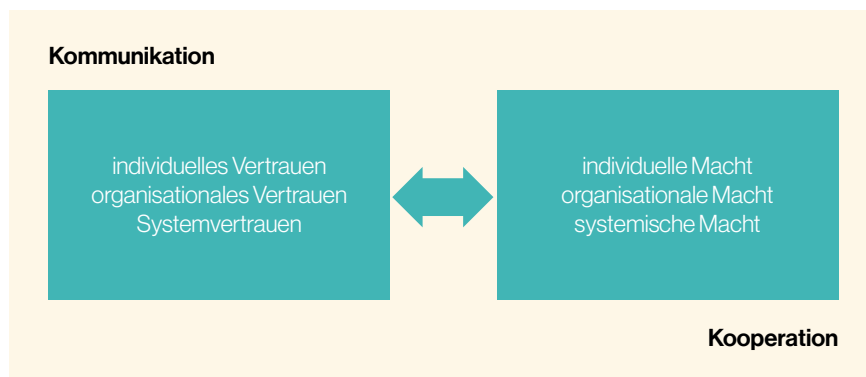 Kommunikation
individuelles Vertrauen
organisationales Vertrauen
Systemvertrauen
individuelle Macht
organisationale Macht
systemische Macht
Kooperation